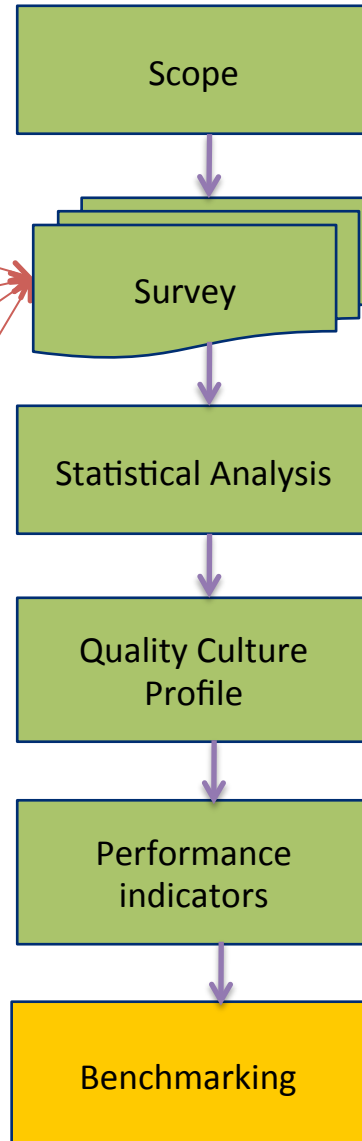 Scope
Survey
Statistical Analysis
Quality Culture
Profile
Performance
indicators
Benchmarking